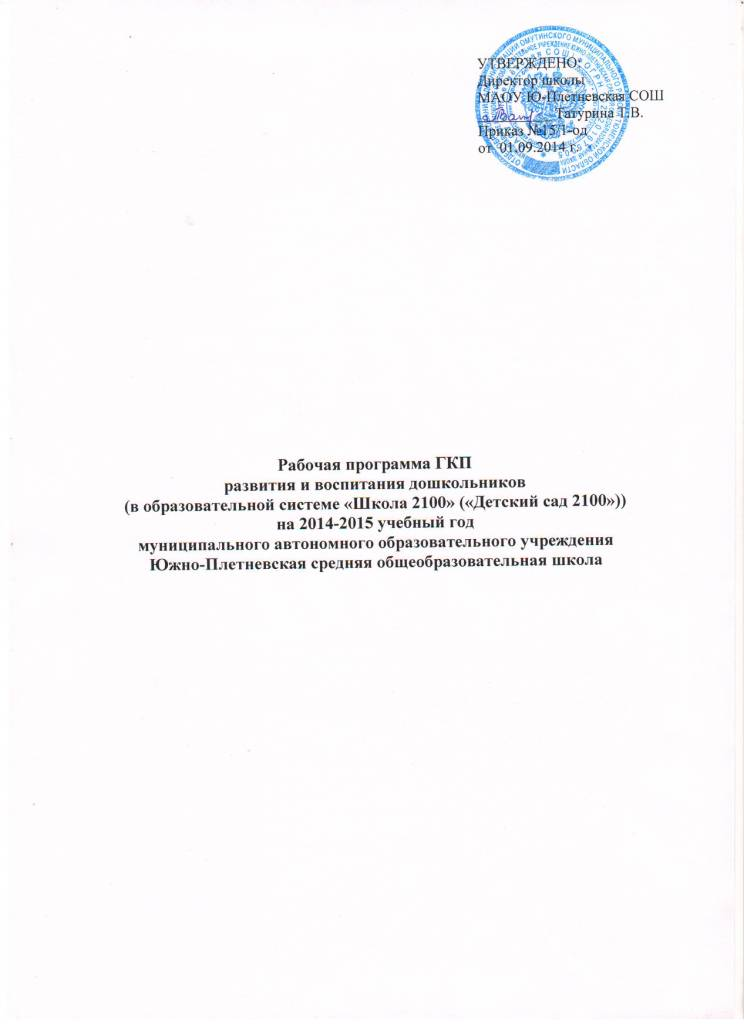 УТВЕРЖДЕНО:
Директор школы
МАОУ Ю-Плетневская СОШ
Татурина Т.В.
Приказ №15/1-од
от 01.09.2014 г.
Рабочая программа ГКП
развития и воспитания дошкольников
(в образовательной системе «Школа 2100» («Детский сад 2100»))
на 2014-2015 учебный год
муниципального автономного образовательного учреждения
Южно-Плетневская средняя общеобразовательная школа